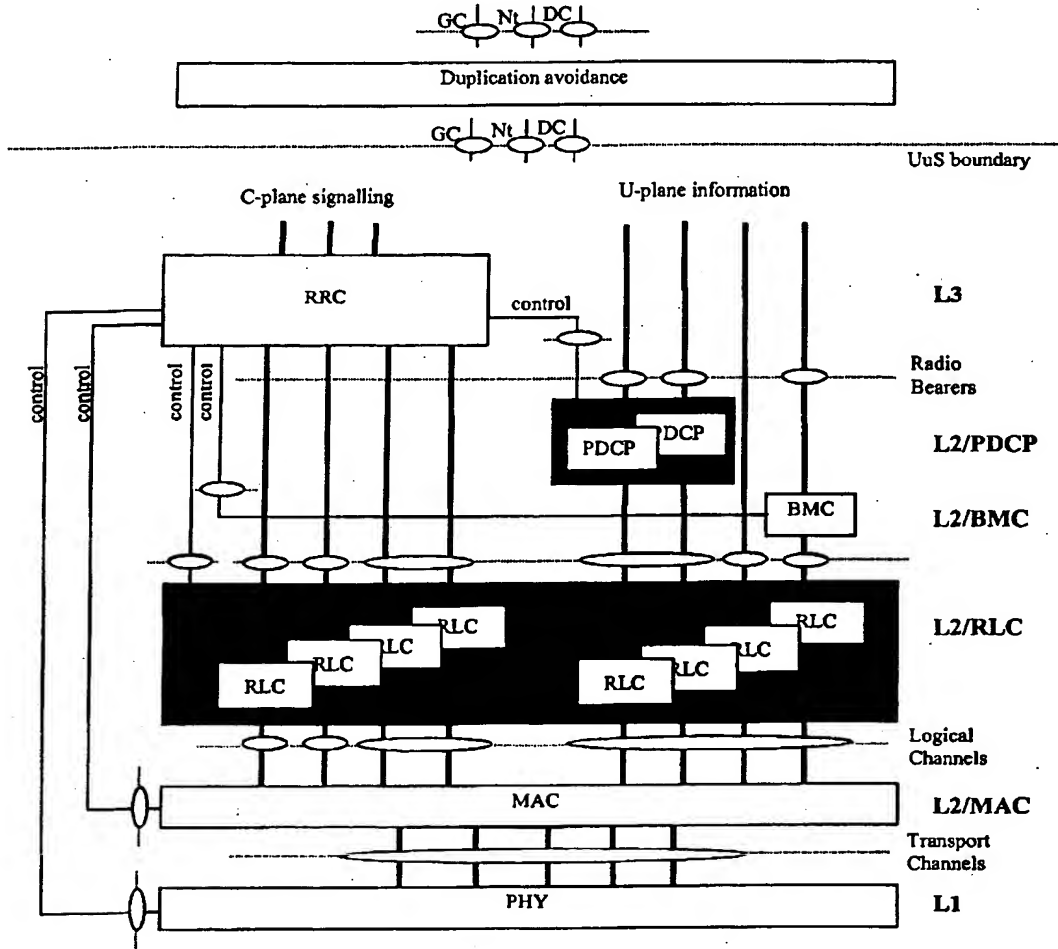 GC Nt DC
Duplication avoidance
GC Nt DC
UuS boundary
C-plane signalling
U-plane information
RRC
control
L3
control
control
control
control
Radio
Bearers
PDCP
PDCP
L2/PDCP
BMC
L2/BMC
RLC
RLC
RLC
RLC
RLC
RLC
RLC
RLC
L2/RLC
Logical
Channels
MAC
L2/MAC
Transport
Channels
PHY
L1